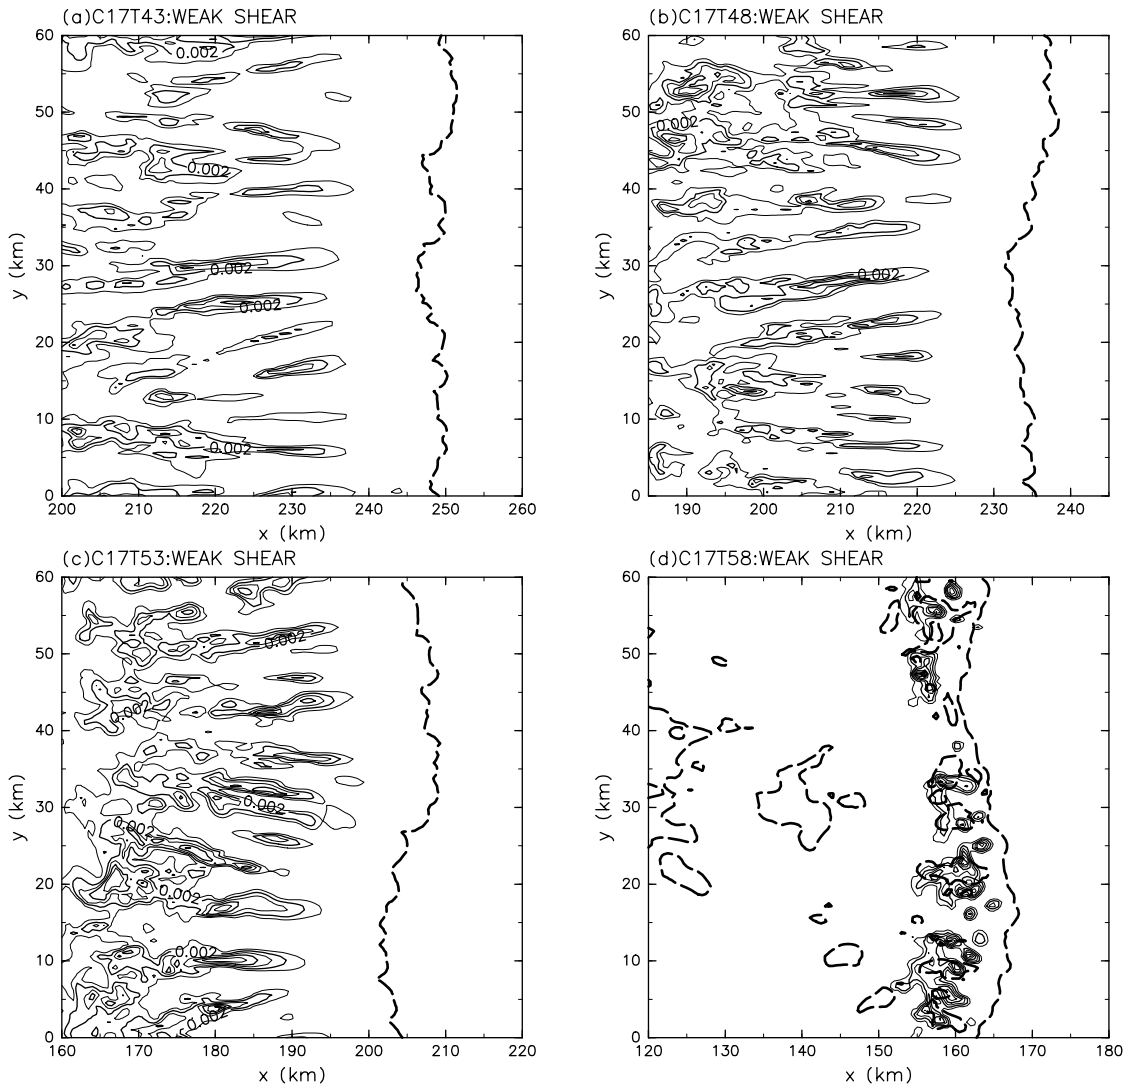 (a)C17T43:WEAK SHEAR
(b)C17T48:WEAK SHEAR
60
50
40
30
20
10
0
y (km)
0.002
0.002
0.002
0.002
0.002
200 210 220 230 240 250 260
x (km)
60
50
40
30
20
10
0
y (km)
0.002
0.002
190 200 210 220 230 240
x (km)
(c)C17T53:WEAK SHEAR
(d)C17T58:WEAK SHEAR
60
50
40
30
20
10
0
y (km)
0.002
0.002
0.002
0.002
0.002
0.002
0.002
160 170 180 190 200 210 220
x (km)
60
50
40
30
20
10
0
y (km)
120 130 140 150 160 170 180
x (km)